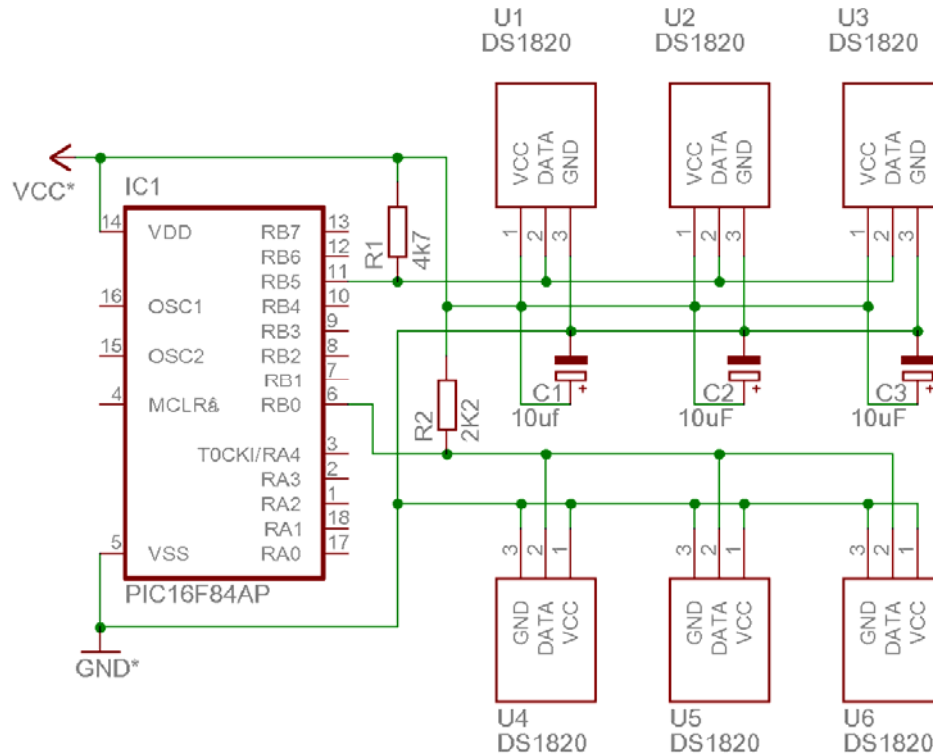 U1
DS1820
U2
DS1820
U3
DS1820
VCC
DATA
GND
VCC
DATA
GND
VCC
DATA
GND
1
2
3
1
2
3
1
2
3
VCC*
IC1
14
VDD
RB7
13
RB6
12
RB5
11
16
OSC1
RB4
10
RB3
9
15
OSC2
RB2
8
RB1
7
4
MCLRâ
RB0
6
T0CKI/RA4
3
RA3
2
RA2
1
RA1
18
5
VSS
RA0
17
PIC16F84AP
GND*
R1
4k7
R2
2K2
C1
10uf
+
C2
10uF
+
C3
10uF
+
3
2
1
3
2
1
3
2
1
GND
DATA
VCC
GND
DATA
VCC
GND
DATA
VCC
U4
DS1820
U5
DS1820
U6
DS1820